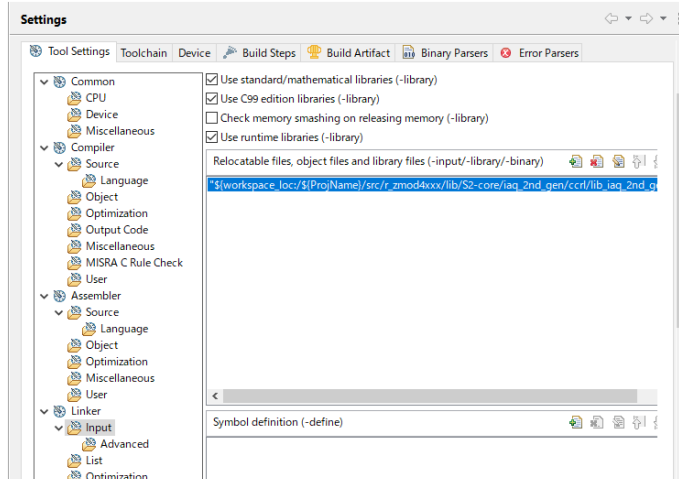 Settings
Tool Settings Toolchain Device Build Steps Build Artifact Binary Parsers Error Parsers
Common
CPU
Device
Miscellaneous
Compiler
Source
Language
Object
Optimization
Output Code
Miscellaneous
MISRA C Rule Check
User
Assembler
Source
Language
Object
Optimization
Miscellaneous
User
Linker
Input
Advanced
List
Optimization
Use standard/mathematical libraries (-library)
Use C99 edition libraries (-library)
Check memory smashing on releasing memory (-library)
Use runtime libraries (-library)
Relocatable files, object files and library files (-input/-library/-binary)
"${workspace_loc:/${ProjName}/src/r_zmod4xxx/lib/S2-core/iaq_2nd_gen/ccrl/lib_iaq_2nd_ge
Symbol definition (-define)